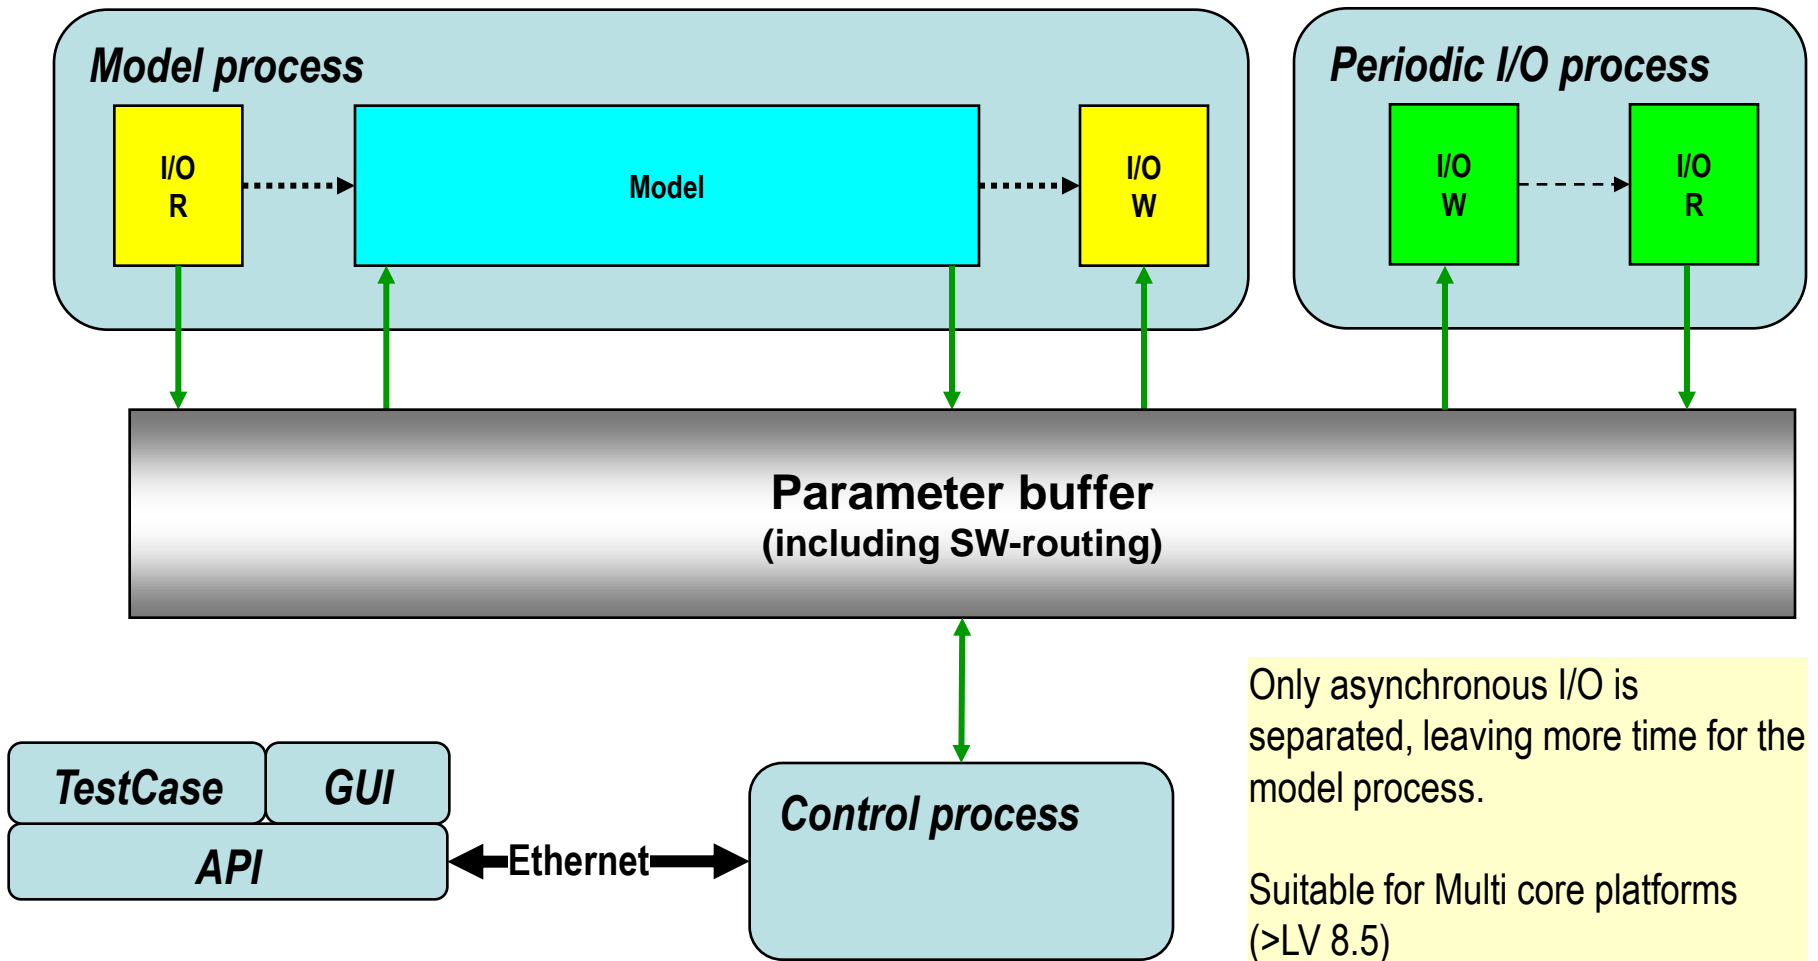 Model process
I/O
R
Model
I/O
W
Periodic I/O process
I/O
W
I/O
R
Parameter buffer
(including SW-routing)
TestCase
GUI
API
Ethernet
Control process
Only asynchronous I/O is
separated, leaving more time for the
model process.
Suitable for Multi core platforms
(>LV 8.5)